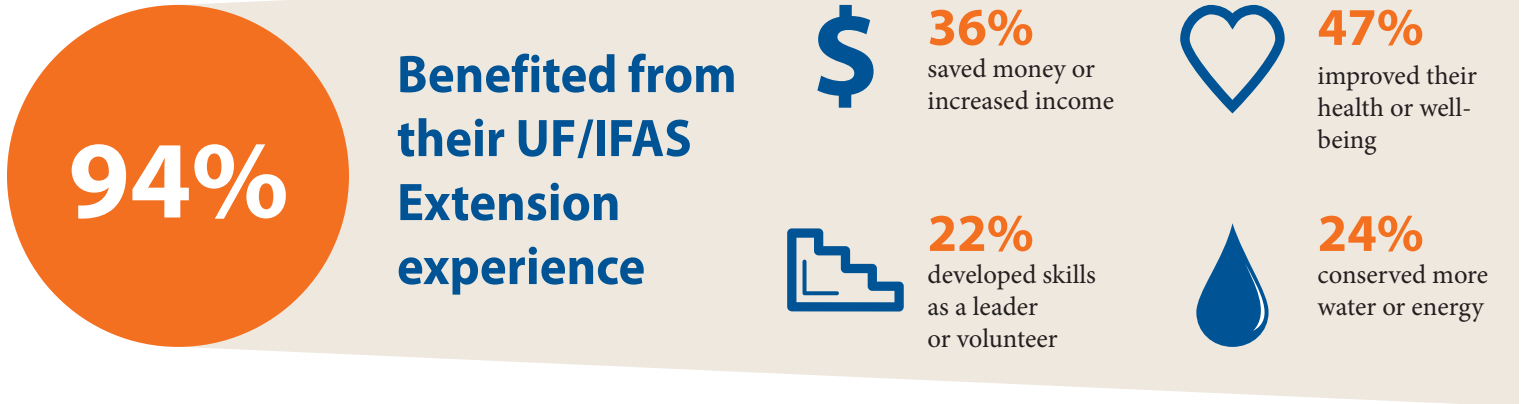 94%
Benefited from
their UF/IFAS
Extension
experience
$
36%
saved money or
increased income
47%
improved their
health or well-
being
22%
developed skills
as a leader
or volunteer
24%
conserved more
water or energy